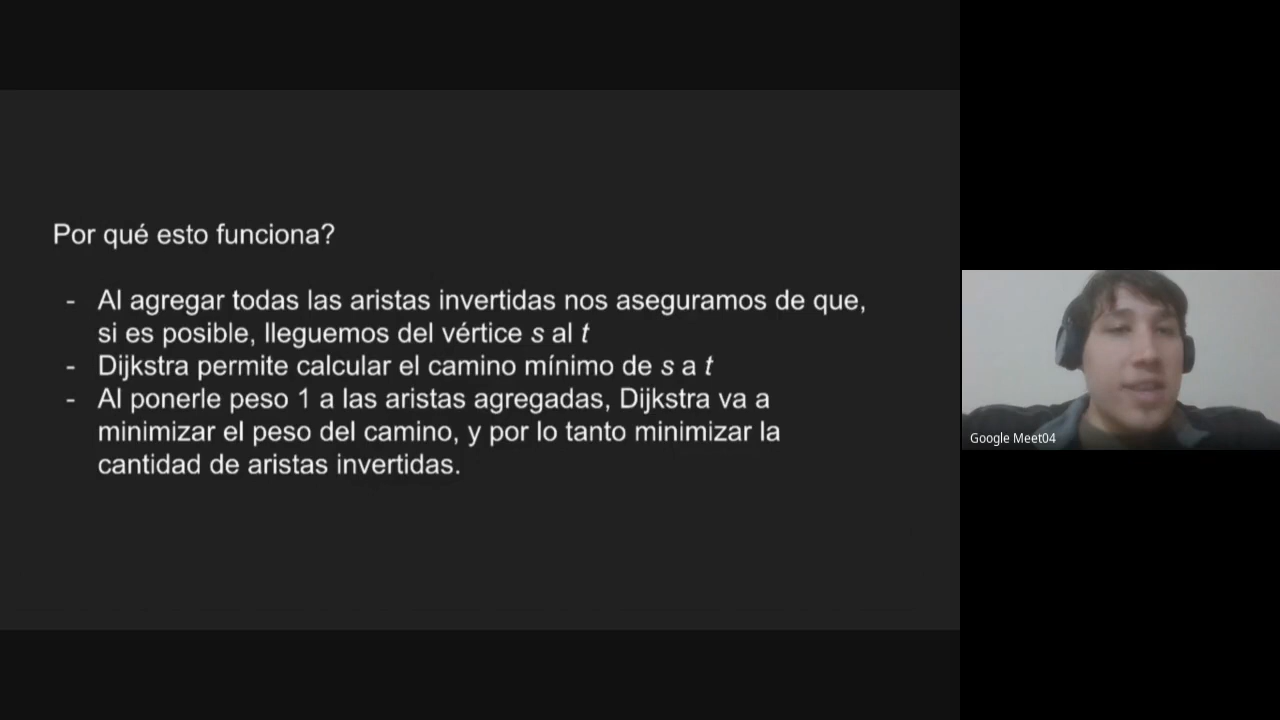 Por qué esto funciona?
- Al agregar todas las aristas invertidas nos aseguramos de que,
si es posible, lleguemos del vértice s al t
- Dijkstra permite calcular el camino mínimo de s a t
- Al ponerle peso 1 a las aristas agregadas, Dijkstra va a
minimizar el peso del camino, y por lo tanto minimizar la
cantidad de aristas invertidas.
Google Meet04